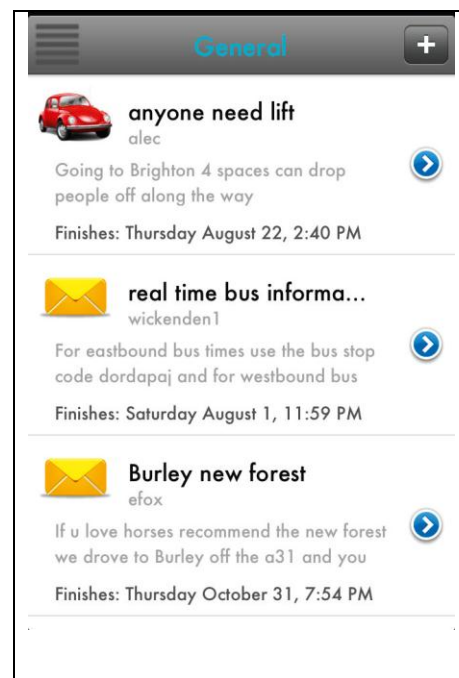 General
+
anyone need lift
alec
Going to Brighton 4 spaces can drop
people off along the way
Finishes: Thursday August 22, 2:40 PM
real time bus informa...
wickenden1
For eastbound bus times use the bus stop
code dordapaj and for westbound bus
Finishes: Saturday August 1, 11:59 PM
Burley new forest
efox
If u love horses recommend the new forest
we drove to Burley off the a31 and you
Finishes: Thursday October 31, 7:54 PM